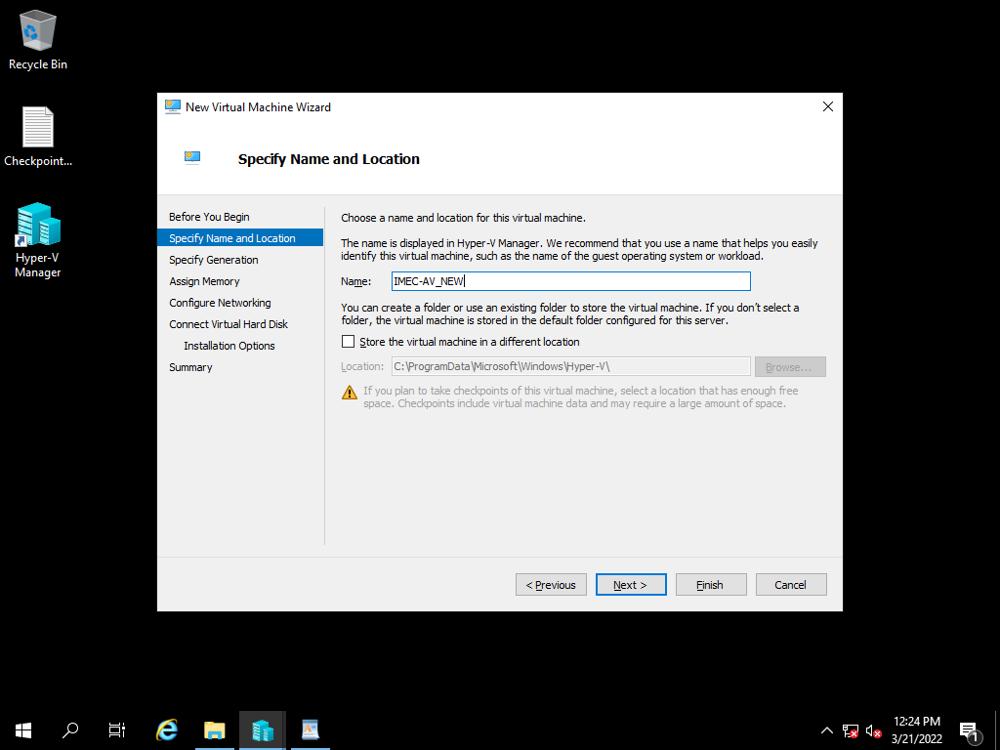 Recycle Bin
Checkpoint...
Hyper-V
Manager
New Virtual Machine Wizard
Specify Name and Location
Before You Begin
Specify Name and Location
Specify Generation
Assign Memory
Configure Networking
Connect Virtual Hard Disk
Installation Options
Summary
Choose a name and location for this virtual machine.
The name is displayed in Hyper-V Manager. We recommend that you use a name that helps you easily
identify this virtual machine, such as the name of the guest operating system or workload.
Name: IMEC-AV_NEW
You can create a folder or use an existing folder to store the virtual machine. If you don't select a
folder, the virtual machine is stored in the default folder configured for this server.
Store the virtual machine in a different location
Location: C:\ProgramData\Microsoft\Windows\Hyper-V\ Browse...
If you plan to take checkpoints of this virtual machine, select a location that has enough free
space. Checkpoints include virtual machine data and may require a large amount of space.
< Previous Next > Finish Cancel
12:24 PM
3/21/2022
1